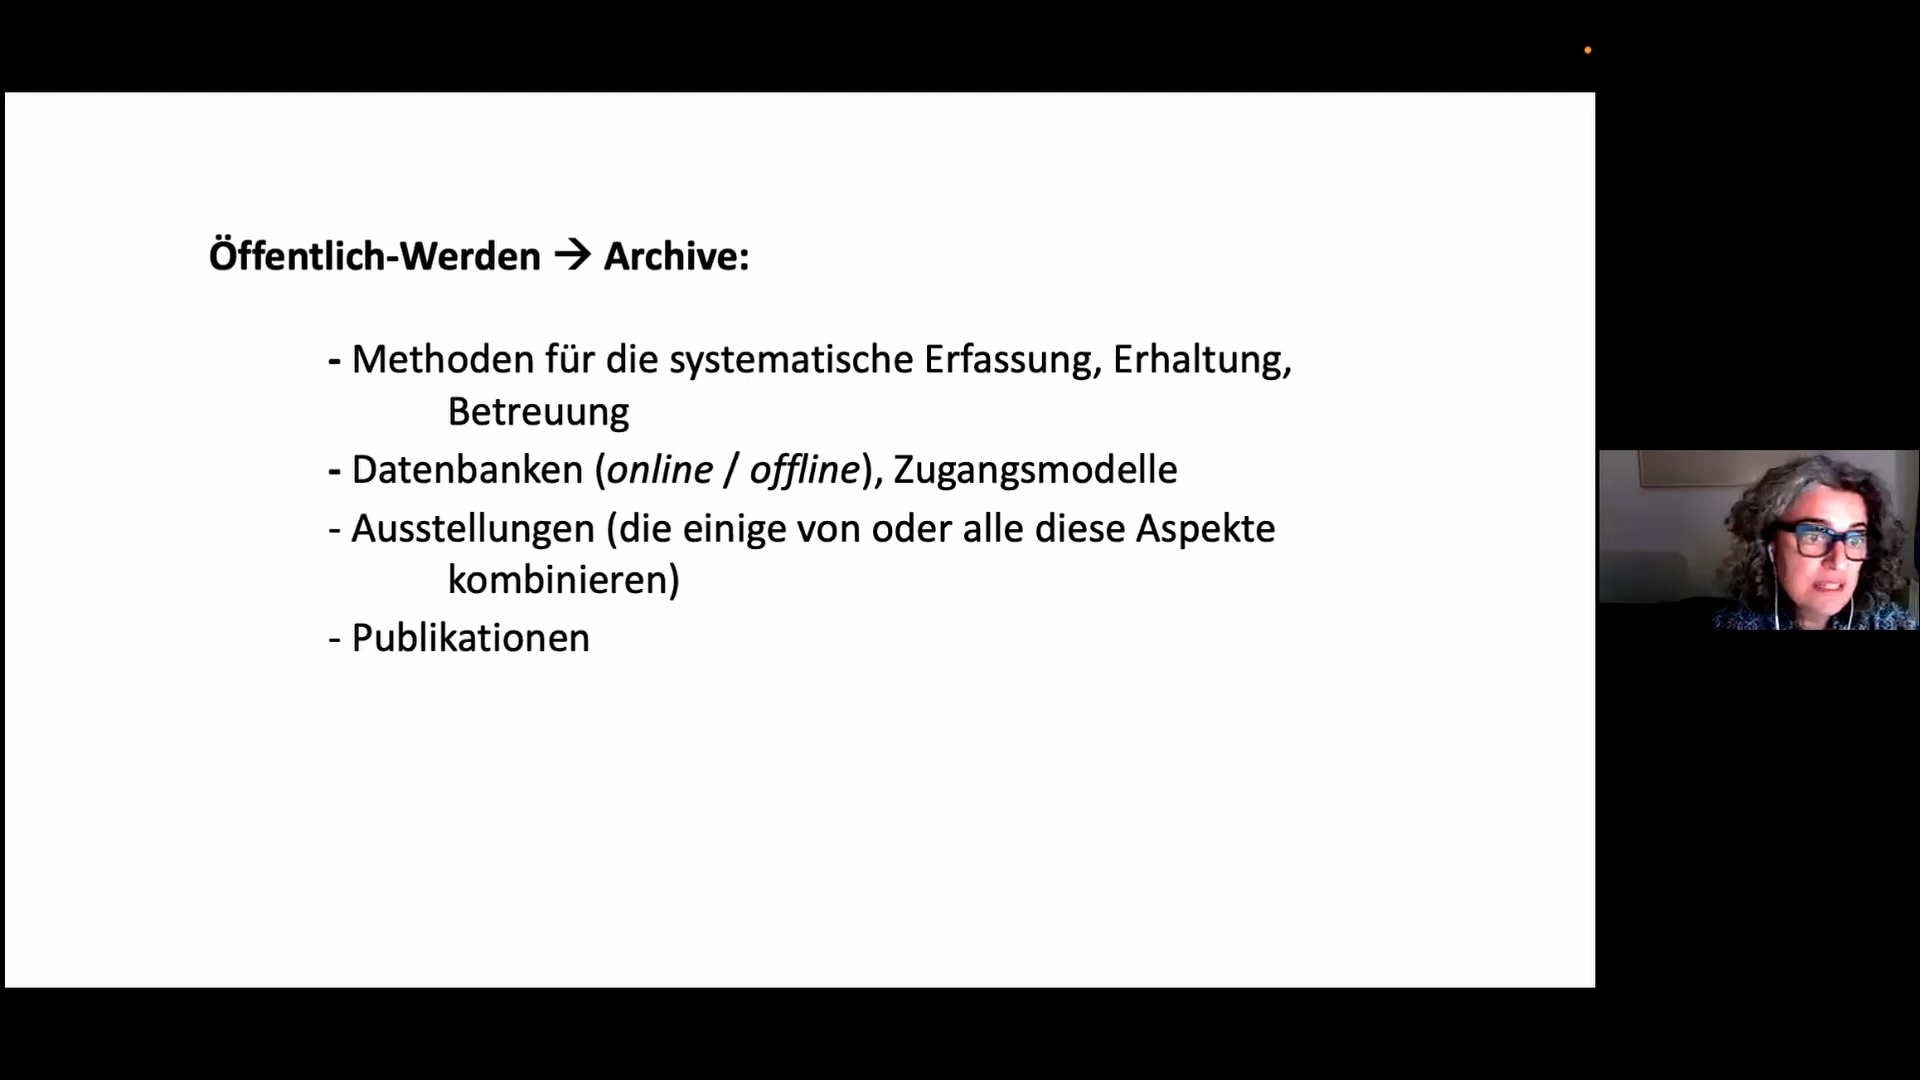 Öffentlich-Werden → Archive:
- Methoden für die systematische Erfassung, Erhaltung,
Betreuung
- Datenbanken (online / offline), Zugangsmodelle
- Ausstellungen (die einige von oder alle diese Aspekte
kombinieren)
- Publikationen